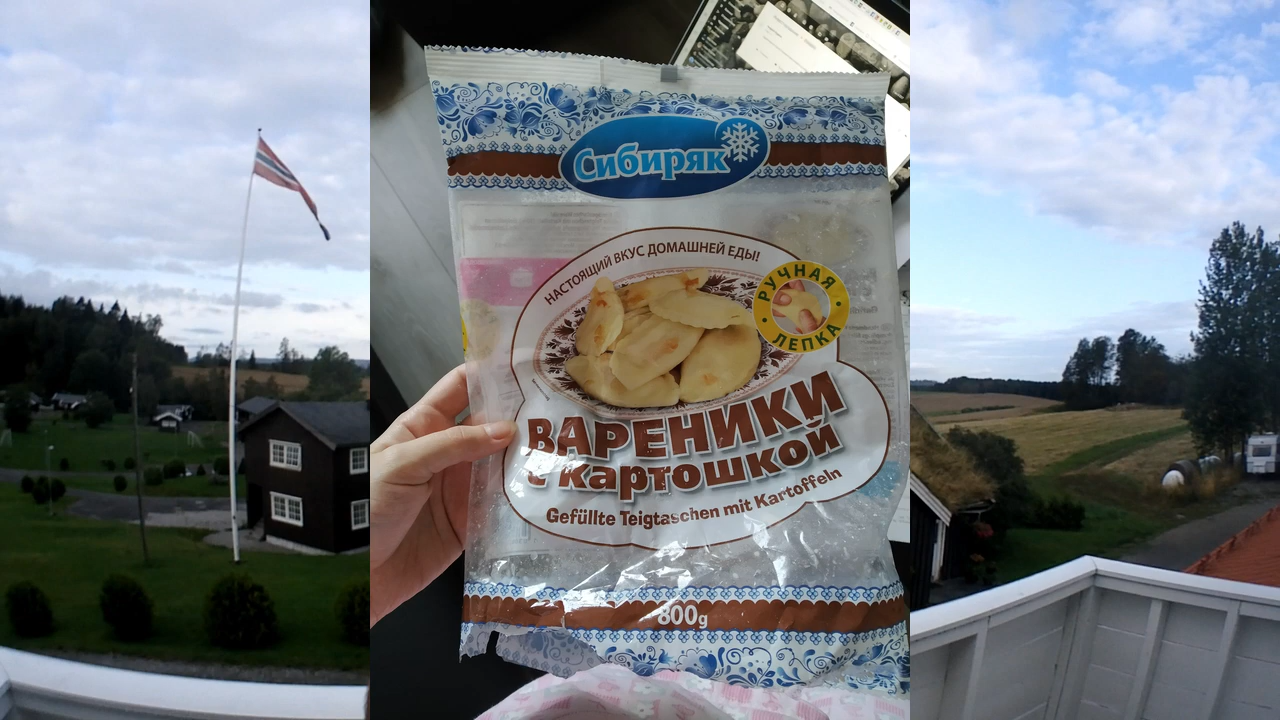 Сибиряк
НАСТОЯЩИЙ ВКУС ДОМАШНЕЙ ЕДЫ!
РУЧНАЯ
ЛЕПКА
ВАРЕНИКИ
с картошкой
Gefüllte Teigtaschen mit Kartoffeln
800g